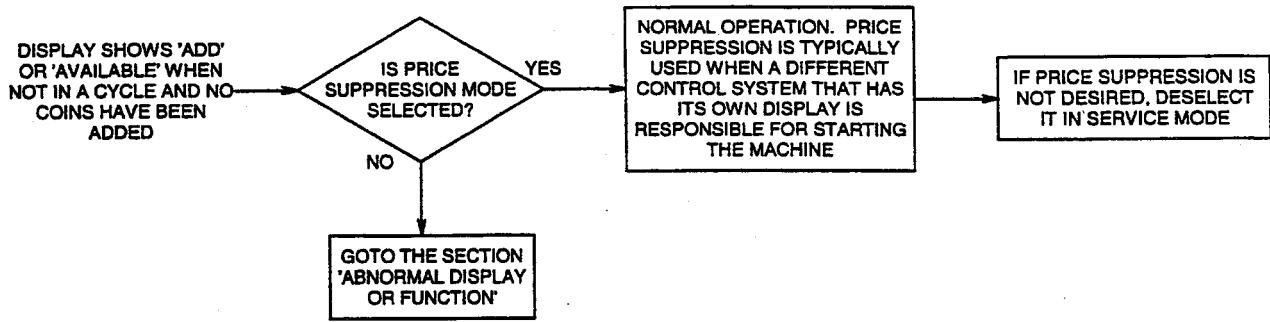 DISPLAY SHOWS 'ADD'
OR 'AVAILABLE' WHEN
NOT IN A CYCLE AND NO
COINS HAVE BEEN
ADDED
IS PRICE
SUPPRESSION MODE
SELECTED?
YES
NORMAL OPERATION. PRICE
SUPPRESSION IS TYPICALLY
USED WHEN A DIFFERENT
CONTROL SYSTEM THAT HAS
ITS OWN DISPLAY IS
RESPONSIBLE FOR STARTING
THE MACHINE
IF PRICE SUPPRESSION IS
NOT DESIRED, DESELECT
IT IN SERVICE MODE
NO
GOTO THE SECTION
'ABNORMAL DISPLAY
OR FUNCTION'